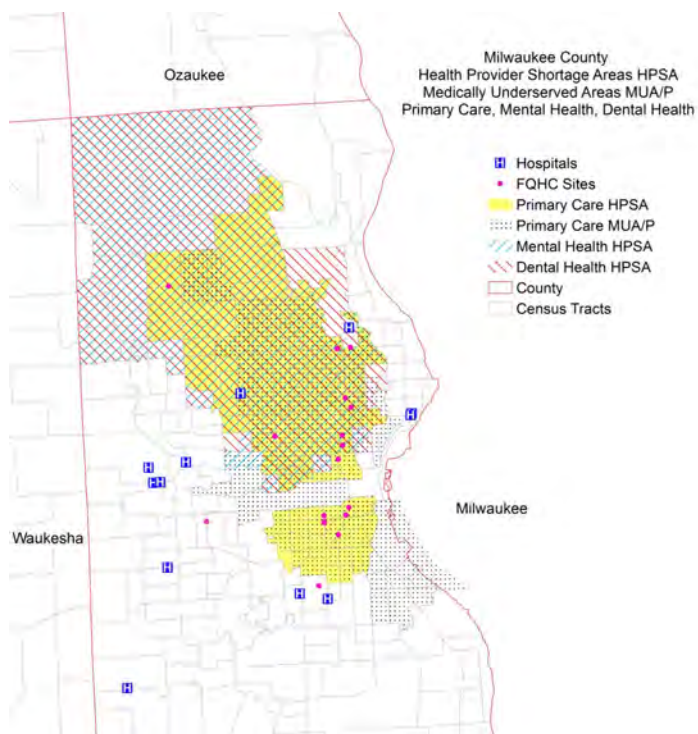 Milwaukee County
Health Provider Shortage Areas HPSA
Medically Underserved Areas MUA/P
Primary Care, Mental Health, Dental Health
Ozaukee
H Hospitals
FQHC Sites
Primary Care HPSA
Primary Care MUA/P
Mental Health HPSA
Dental Health HPSA
County
Census Tracts
H
H
H
H
H
H H
Milwaukee
Waukesha
H
H
H
H